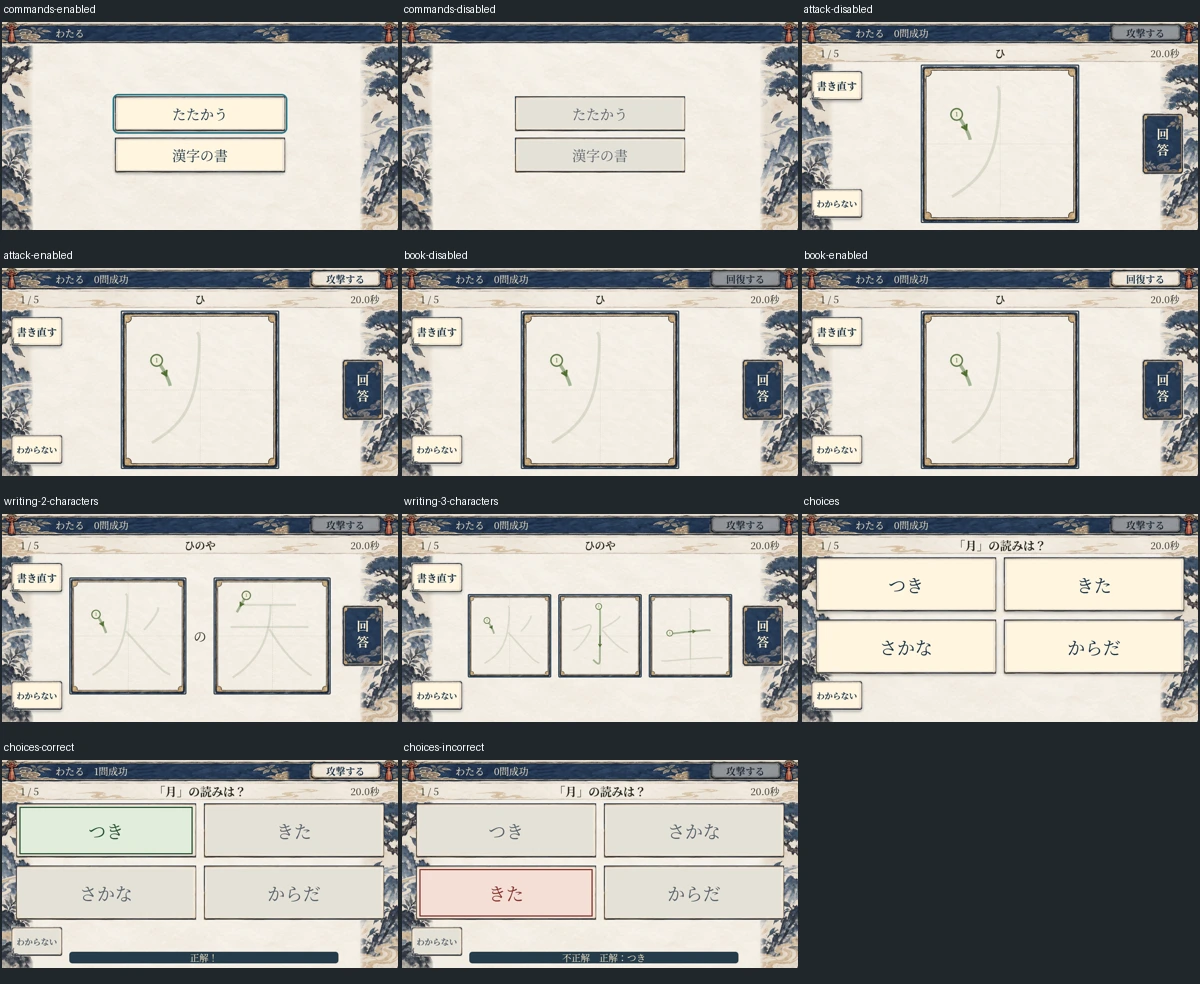 commands-enabled
わたる
たたかう
漢字の書
commands-disabled
たたかう
漢字の書
attack-disabled
わたる 0問成功 攻撃する
1 / 5 ひ 20.0秒
書き直す
1
回答
わからない
attack-enabled
わたる 0問成功 攻撃する
1 / 5 ひ 20.0秒
書き直す
1
回答
わからない
book-disabled
わたる 0問成功 回復する
1 / 5 ひ 20.0秒
書き直す
1
回答
わからない
book-enabled
わたる 0問成功 回復する
1 / 5 ひ 20.0秒
書き直す
1
回答
わからない
writing-2-characters
わたる 0問成功 攻撃する
1 / 5 ひのや 20.0秒
書き直す
火 の 矢
回答
わからない
writing-3-characters
わたる 0問成功 攻撃する
1 / 5 ひのや 20.0秒
書き直す
火 水 土
回答
わからない
choices
わたる 0問成功 攻撃する
1 / 5 「月」の読みは？ 20.0秒
つき きた
さかな からだ
わからない
choices-correct
わたる 1問成功 攻撃する
1 / 5 「月」の読みは？ 20.0秒
つき きた
さかな からだ
わからない
正解！
choices-incorrect
わたる 0問成功 攻撃する
1 / 5 「月」の読みは？ 20.0秒
つき さかな
きた からだ
わからない
不正解 正解：つき